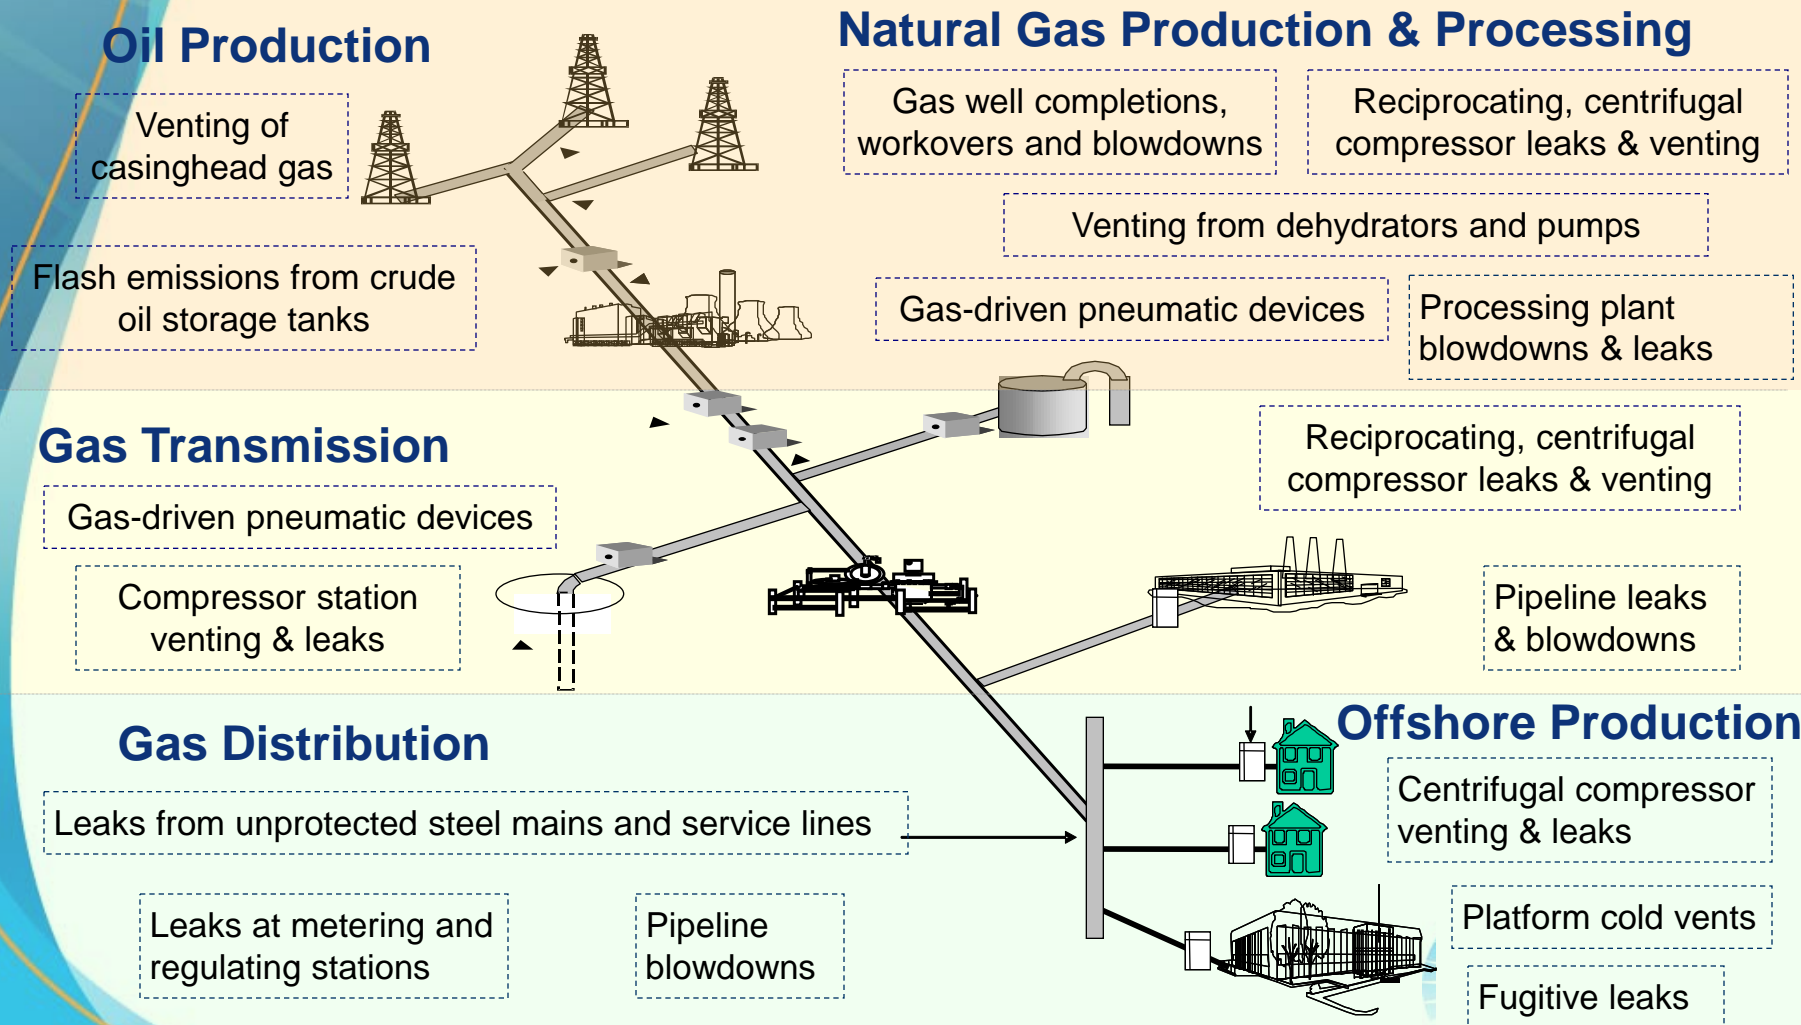 Oil Production
Venting of
casinghead gas
Flash emissions from crude
oil storage tanks
Natural Gas Production & Processing
Gas well completions,
workovers and blowdowns
Reciprocating, centrifugal
compressor leaks & venting
Venting from dehydrators and pumps
Gas-driven pneumatic devices
Processing plant
blowdowns & leaks
Gas Transmission
Gas-driven pneumatic devices
Compressor station
venting & leaks
Reciprocating, centrifugal
compressor leaks & venting
Pipeline leaks
& blowdowns
Gas Distribution
Leaks from unprotected steel mains and service lines
Leaks at metering and
regulating stations
Pipeline
blowdowns
Offshore Production
Centrifugal compressor
venting & leaks
Platform cold vents
Fugitive leaks